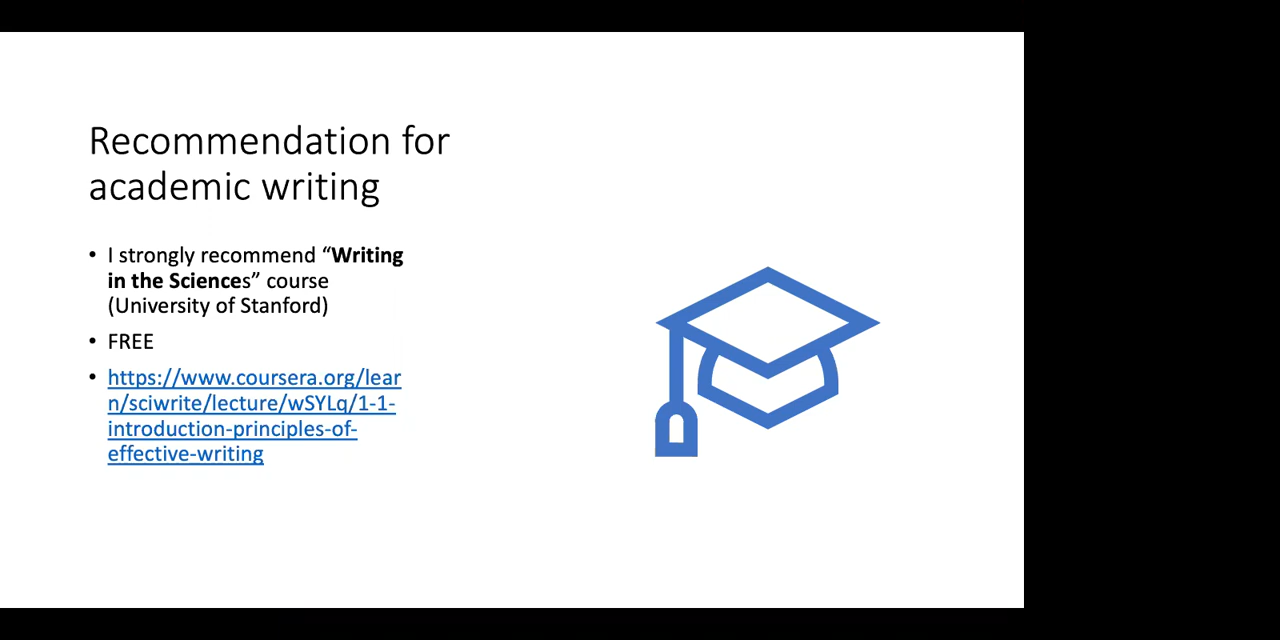 Recommendation for
academic writing
• I strongly recommend “Writing
in the Sciences” course
(University of Stanford)
• FREE
• https://www.coursera.org/lear
n/sciwrite/lecture/wSYLq/1-1-
introduction-principles-of-
effective-writing